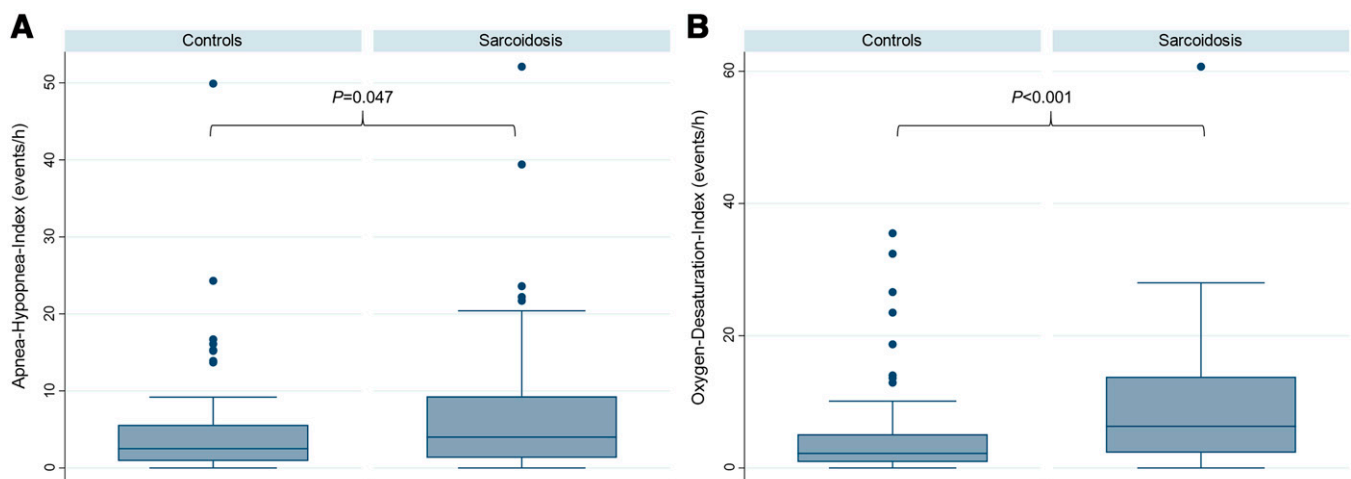 A
Controls
Sarcoidosis
P=0.047
Apnea-Hypopnea-Index (events/h)
50
40
30
20
10
0
B
Controls
Sarcoidosis
P<0.001
Oxygen-Desaturation-Index (events/h)
60
40
20
0